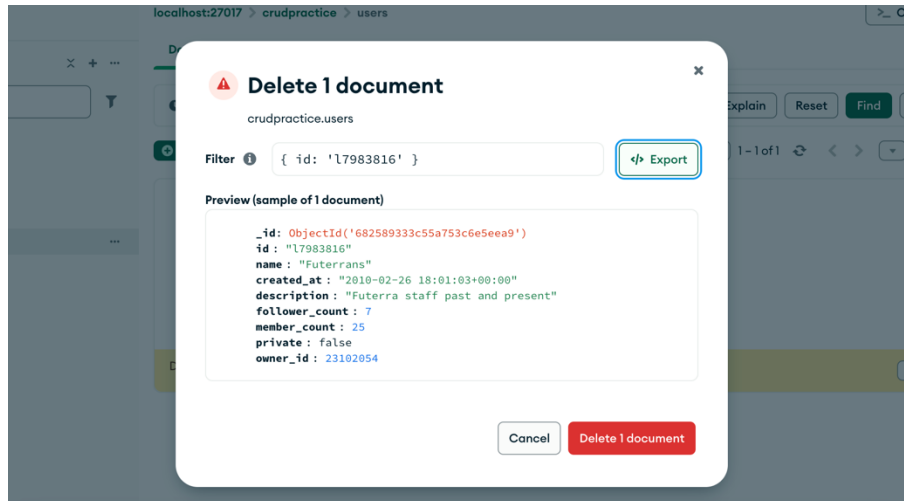 localhost:27017 > crudpractice > users
Delete 1 document
crudpractice.users
Explain
Reset
Find
Filter
{ id: 'l7983816' }
</> Export
1 – 1 of 1
Preview (sample of 1 document)
_id: ObjectId('682589333c55a753c6e5eea9')
id : "l7983816"
name : "Futerrans"
created_at : "2010-02-26 18:01:03+00:00"
description : "Futerra staff past and present"
follower_count : 7
member_count : 25
private : false
owner_id : 23102054
Cancel
Delete 1 document